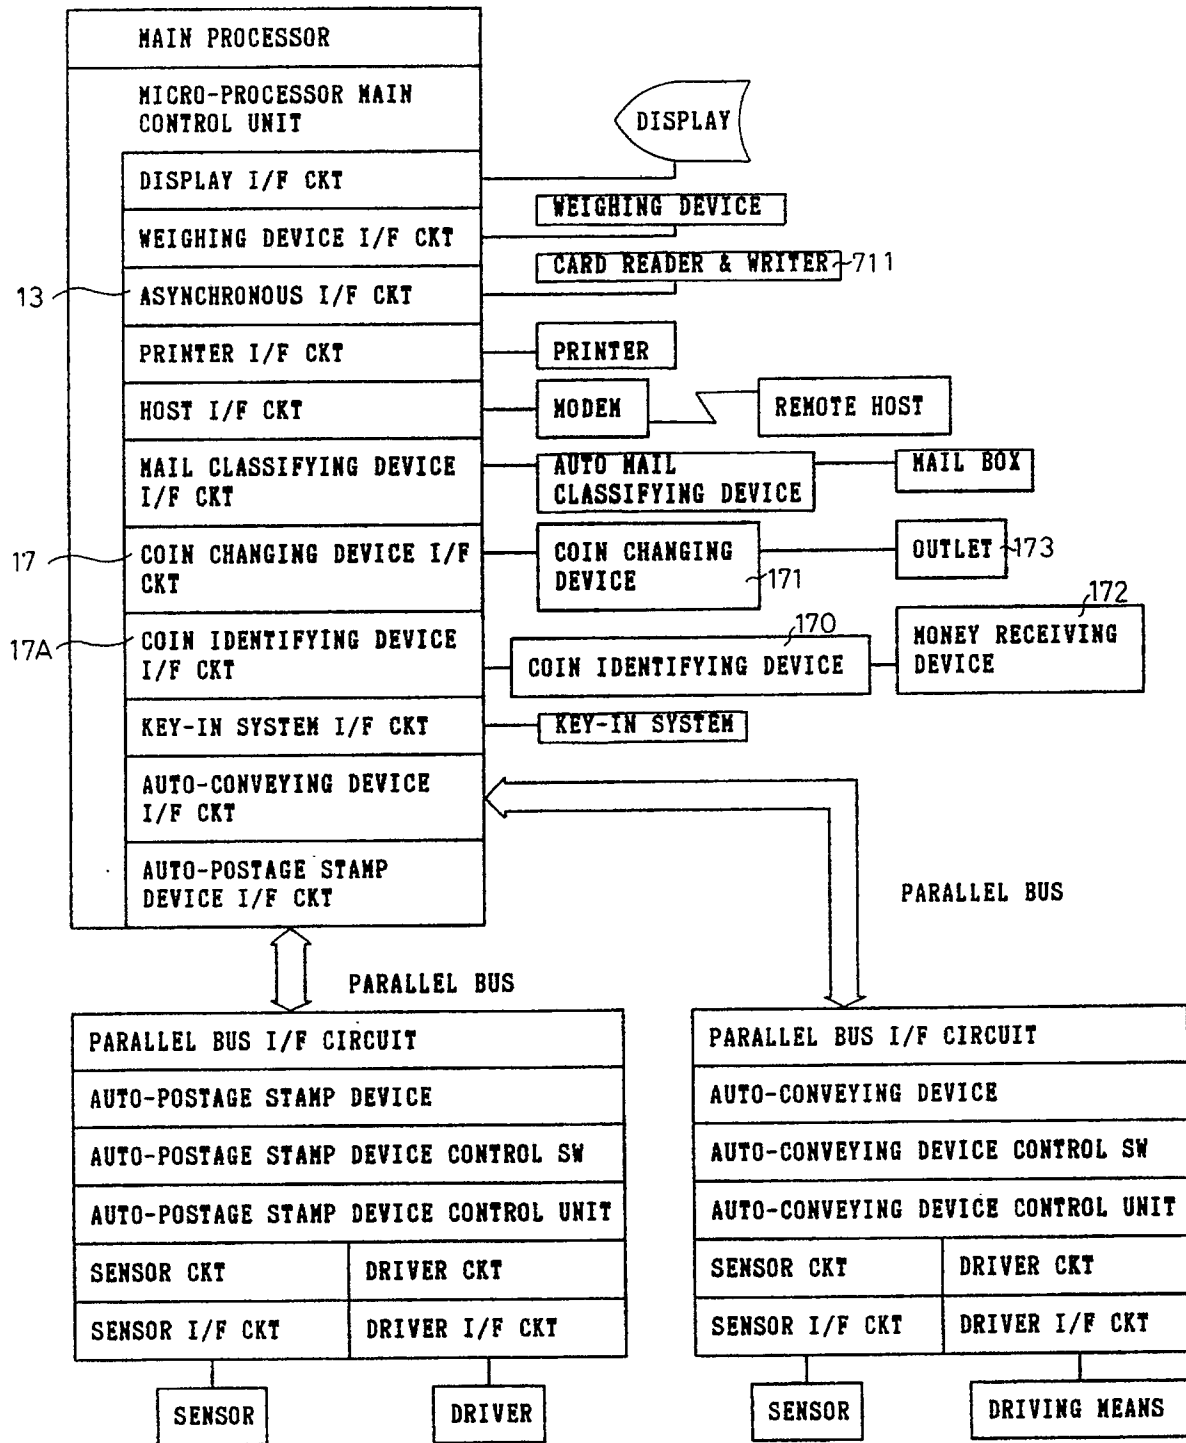 MAIN PROCESSOR
MICRO-PROCESSOR MAIN
CONTROL UNIT
DISPLAY
DISPLAY I/F CKT
WEIGHING DEVICE
WEIGHING DEVICE I/F CKT
CARD READER & WRITER
711
13
ASYNCHRONOUS I/F CKT
PRINTER I/F CKT
PRINTER
HOST I/F CKT
MODEM
REMOTE HOST
MAIL CLASSIFYING DEVICE
I/F CKT
AUTO MAIL
CLASSIFYING DEVICE
MAIL BOX
17
COIN CHANGING DEVICE I/F
CKT
COIN CHANGING
DEVICE
171
OUTLET
173
17A
COIN IDENTIFYING DEVICE
I/F CKT
170
COIN IDENTIFYING DEVICE
172
MONEY RECEIVING
DEVICE
KEY-IN SYSTEM I/F CKT
KEY-IN SYSTEM
AUTO-CONVEYING DEVICE
I/F CKT
AUTO-POSTAGE STAMP
DEVICE I/F CKT
PARALLEL BUS
PARALLEL BUS
PARALLEL BUS I/F CIRCUIT
AUTO-POSTAGE STAMP DEVICE
AUTO-POSTAGE STAMP DEVICE CONTROL SW
AUTO-POSTAGE STAMP DEVICE CONTROL UNIT
SENSOR CKT
DRIVER CKT
SENSOR I/F CKT
DRIVER I/F CKT
SENSOR
DRIVER
PARALLEL BUS I/F CIRCUIT
AUTO-CONVEYING DEVICE
AUTO-CONVEYING DEVICE CONTROL SW
AUTO-CONVEYING DEVICE CONTROL UNIT
SENSOR CKT
DRIVER CKT
SENSOR I/F CKT
DRIVER I/F CKT
SENSOR
DRIVING MEANS